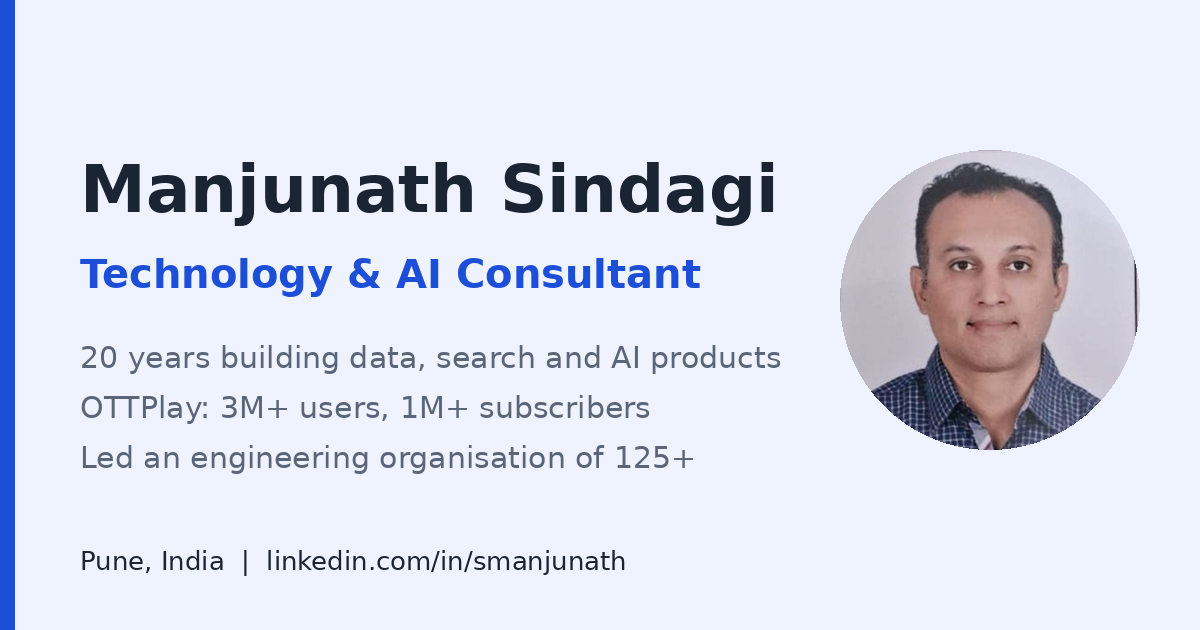 Manjunath Sindagi
Technology & AI Consultant
20 years building data, search and AI products
OTTPlay: 3M+ users, 1M+ subscribers
Led an engineering organisation of 125+
Pune, India | linkedin.com/in/smanjunath